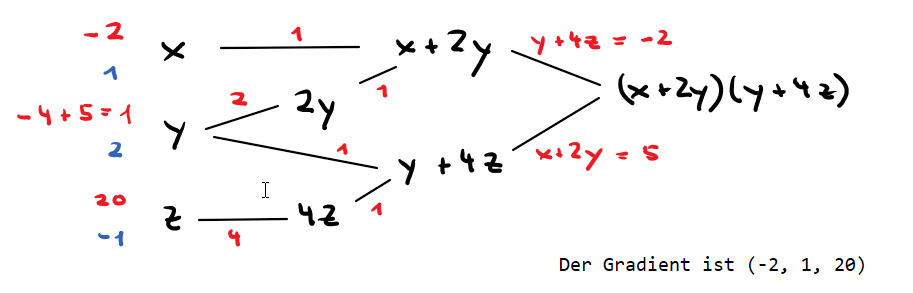 -2
x
1
x + 2y
y + 4z = -2
1
(x + 2y)(y + 4z)
-4 + 5 = 1
y
2
2y
1
2
1
y + 4z
x + 2y = 5
20
z
4z
1
-1
4
Der Gradient ist (-2, 1, 20)